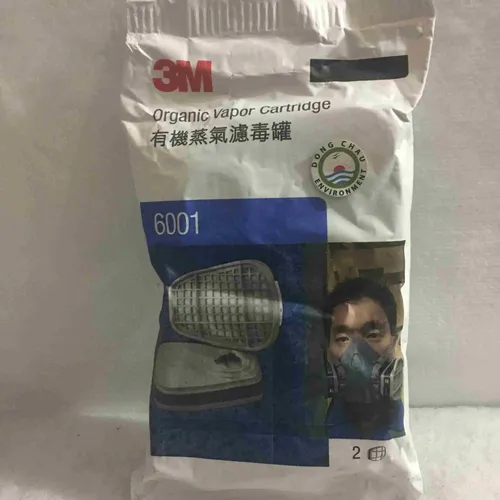 3M
Organic Vapor Cartridge
有機蒸氣濾毒罐
DONG CHAU
ENVIRONMENT
6001
2